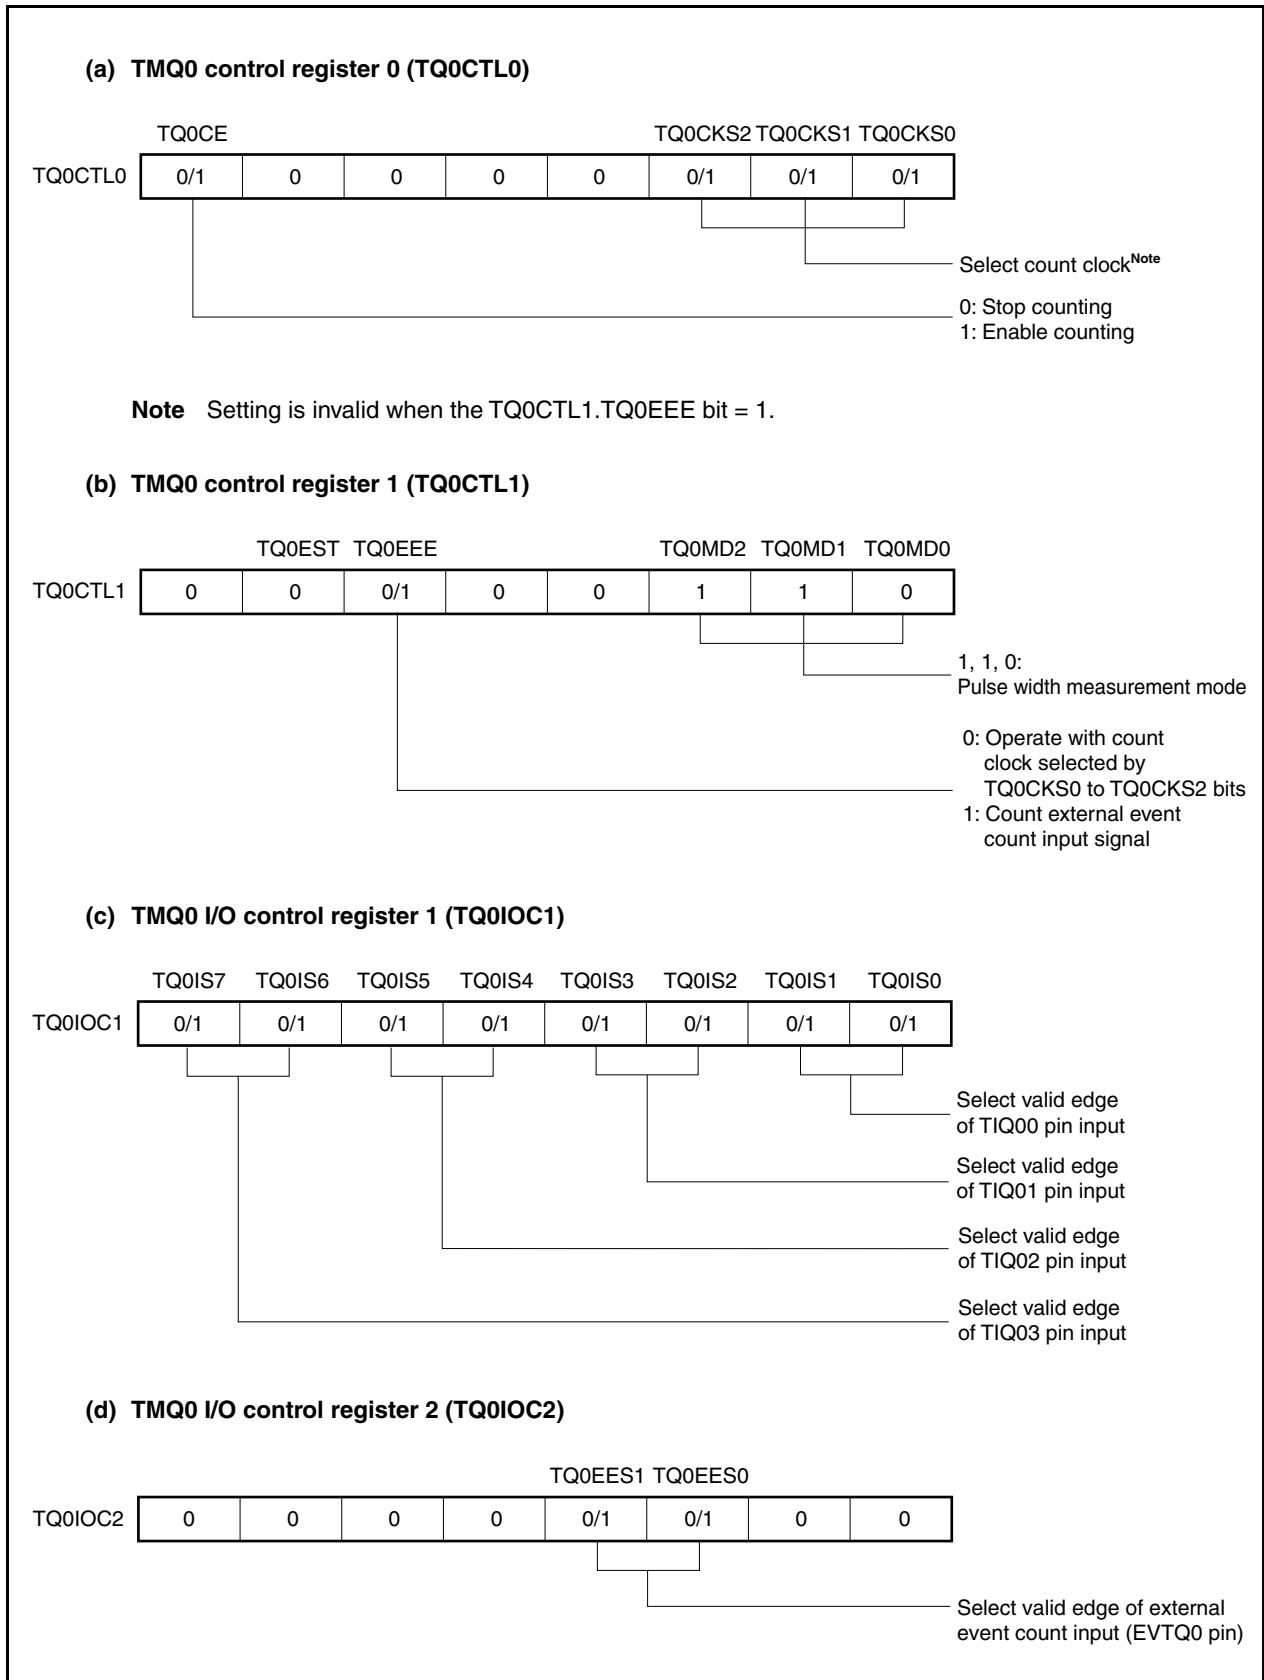 (a) TMQ0 control register 0 (TQ0CTL0)
TQ0CE TQ0CKS2 TQ0CKS1 TQ0CKS0
TQ0CTL0 0/1 0 0 0 0 0/1 0/1 0/1
Select count clockNote
0: Stop counting
1: Enable counting
Note Setting is invalid when the TQ0CTL1.TQ0EEE bit = 1.
(b) TMQ0 control register 1 (TQ0CTL1)
TQ0EST TQ0EEE TQ0MD2 TQ0MD1 TQ0MD0
TQ0CTL1 0 0 0/1 0 0 1 1 0
1, 1, 0:
Pulse width measurement mode
0: Operate with count
clock selected by
TQ0CKS0 to TQ0CKS2 bits
1: Count external event
count input signal
(c) TMQ0 I/O control register 1 (TQ0IOC1)
TQ0IS7 TQ0IS6 TQ0IS5 TQ0IS4 TQ0IS3 TQ0IS2 TQ0IS1 TQ0IS0
TQ0IOC1 0/1 0/1 0/1 0/1 0/1 0/1 0/1 0/1
Select valid edge
of TIQ00 pin input
Select valid edge
of TIQ01 pin input
Select valid edge
of TIQ02 pin input
Select valid edge
of TIQ03 pin input
(d) TMQ0 I/O control register 2 (TQ0IOC2)
TQ0EES1 TQ0EES0
TQ0IOC2 0 0 0 0 0/1 0/1 0 0
Select valid edge of external
event count input (EVTQ0 pin)